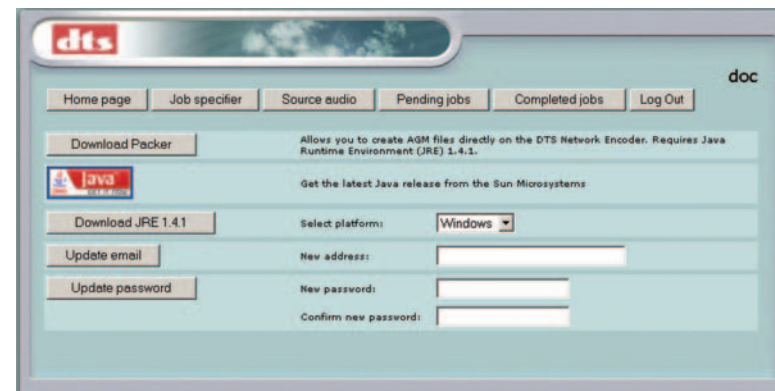 dts
doc
Home page Job specifier Source audio Pending jobs Completed jobs Log Out
Download Packer Allows you to create AGM files directly on the DTS Network Encoder. Requires Java
Runtime Environment (JRE) 1.4.1.
Java Get the latest Java release from the Sun Microsystems
GET IT NOW
Download JRE 1.4.1 Select platform: Windows
Update email New address:
Update password New password:
Confirm new password: